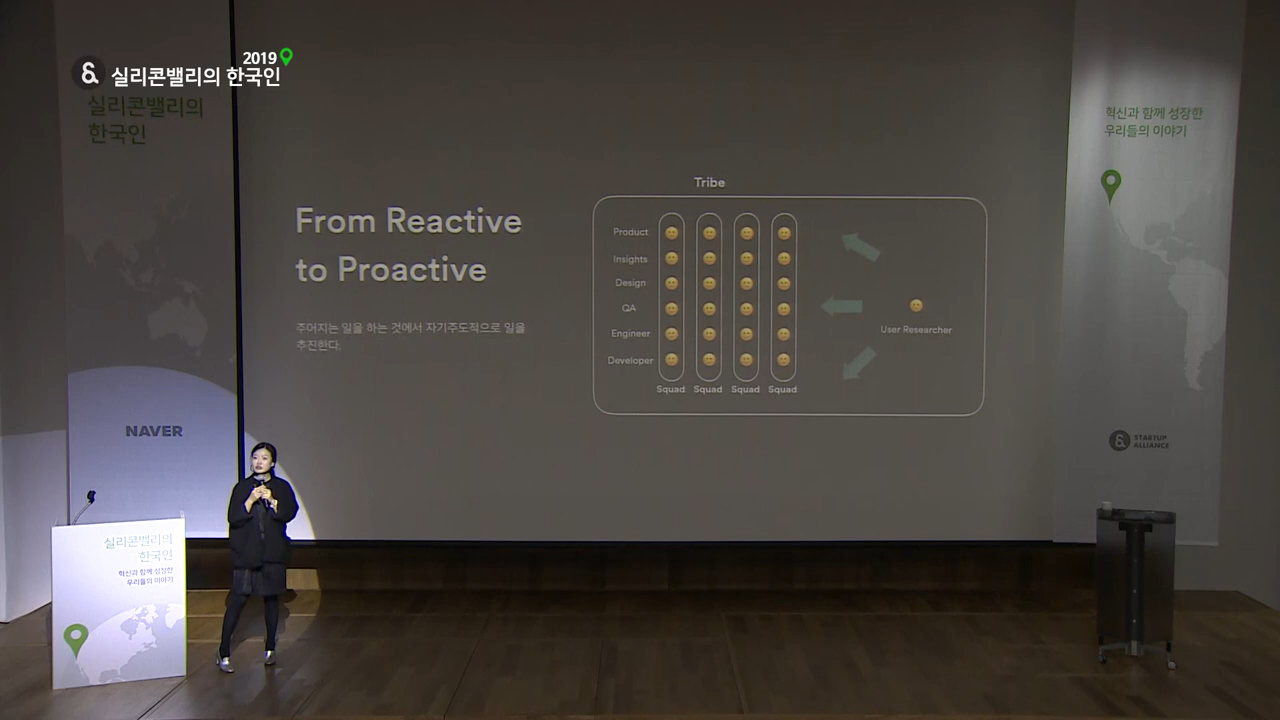 2019
실리콘밸리의 한국인
실리콘밸리의
한국인
NAVER
From Reactive
to Proactive
주어지는 일을 하는 것에서 자기주도적으로 일을
추진한다.
Tribe
Product
Insights
Design
QA
Engineer
Developer
Squad Squad Squad Squad
User Researcher
혁신과 함께 성장한
우리들의 이야기
STARTUP
ALLIANCE
실리콘밸리의
한국인
혁신과 함께 성장한
우리들의 이야기